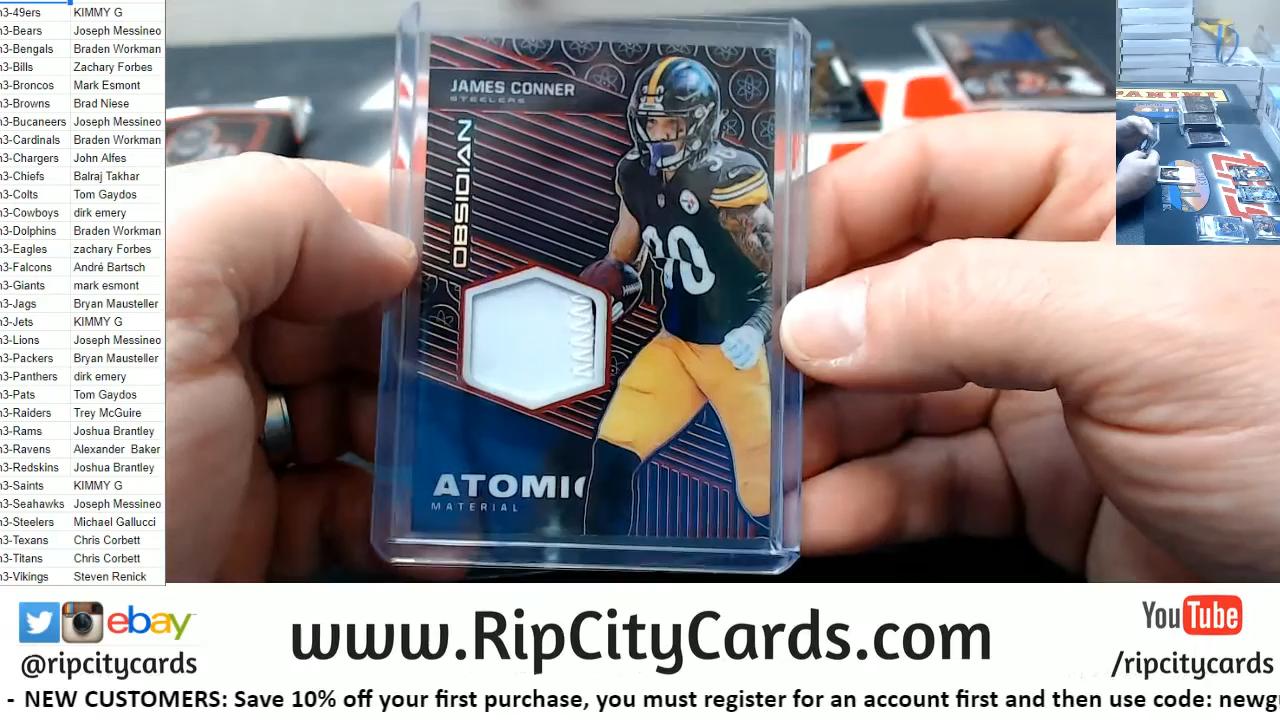 n3-49ers KIMMY G
n3-Bears Joseph Messineo
n3-Bengals Braden Workman
n3-Bills Zachary Forbes
n3-Broncos Mark Esmont
n3-Browns Brad Niese
n3-Bucaneers Joseph Messineo
n3-Cardinals Braden Workman
n3-Chargers John Alfes
n3-Chiefs Balraj Takhar
n3-Colts Tom Gaydos
n3-Cowboys dirk emery
n3-Dolphins Braden Workman
n3-Eagles zachary Forbes
n3-Falcons André Bartsch
n3-Giants mark esmont
n3-Jags Bryan Mausteller
n3-Jets KIMMY G
n3-Lions Joseph Messineo
n3-Packers Bryan Mausteller
n3-Panthers dirk emery
n3-Pats Tom Gaydos
n3-Raiders Trey McGuire
n3-Rams Joshua Brantley
n3-Ravens Alexander Baker
n3-Redskins Joshua Brantley
n3-Saints KIMMY G
n3-Seahawks Joseph Messineo
n3-Steelers Michael Gallucci
n3-Texans Chris Corbett
n3-TItans Chris Corbett
n3-Vikings Steven Renick
JAMES CONNER
STEELERS
OBSIDIAN
30
ATOMIC
MATERIAL
PANINI
ebay
@ripcitycards
www.RipCityCards.com
YouTube
/ripcitycards
- NEW CUSTOMERS: Save 10% off your first purchase, you must register for an account first and then use code: newg